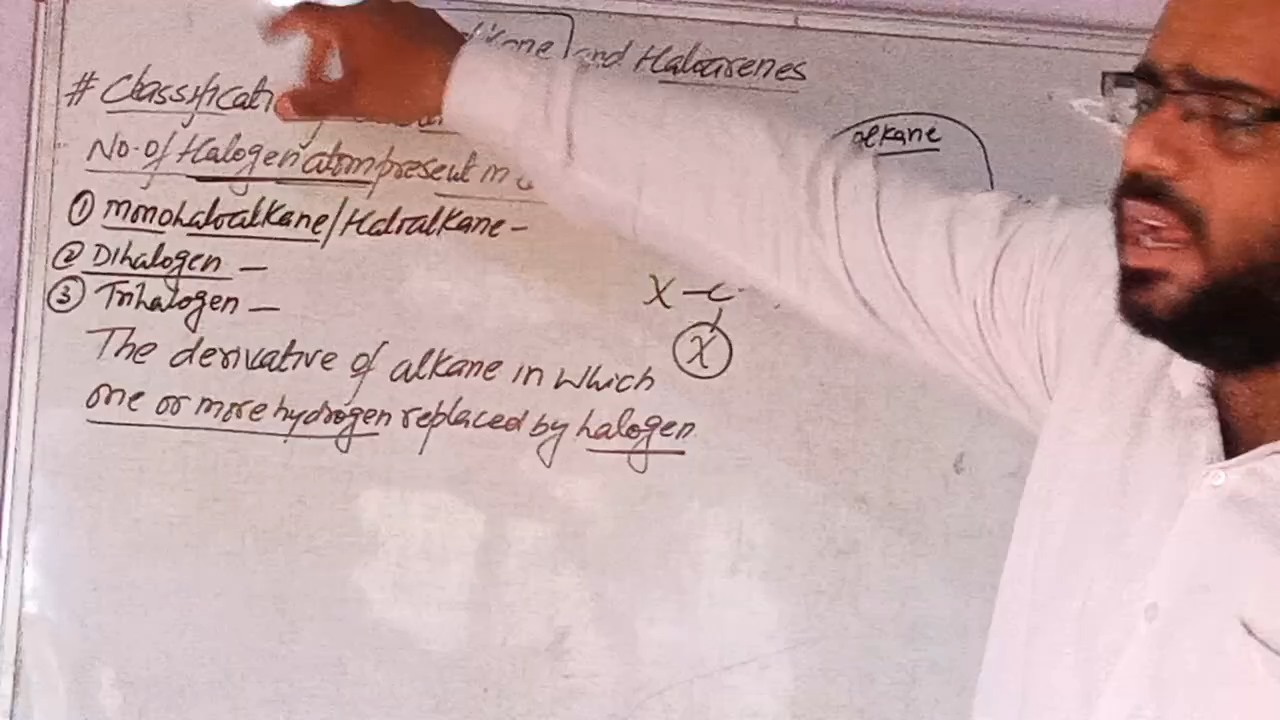 and Haloarenes
# Classificati
alkane
No. of Halogen atom present in
① monohaloalkane/Haloalkane -
② Dihalogen -
③ Trihalogen -
X - C
X
The derivative of alkane in which
one or more hydrogen replaced by halogen